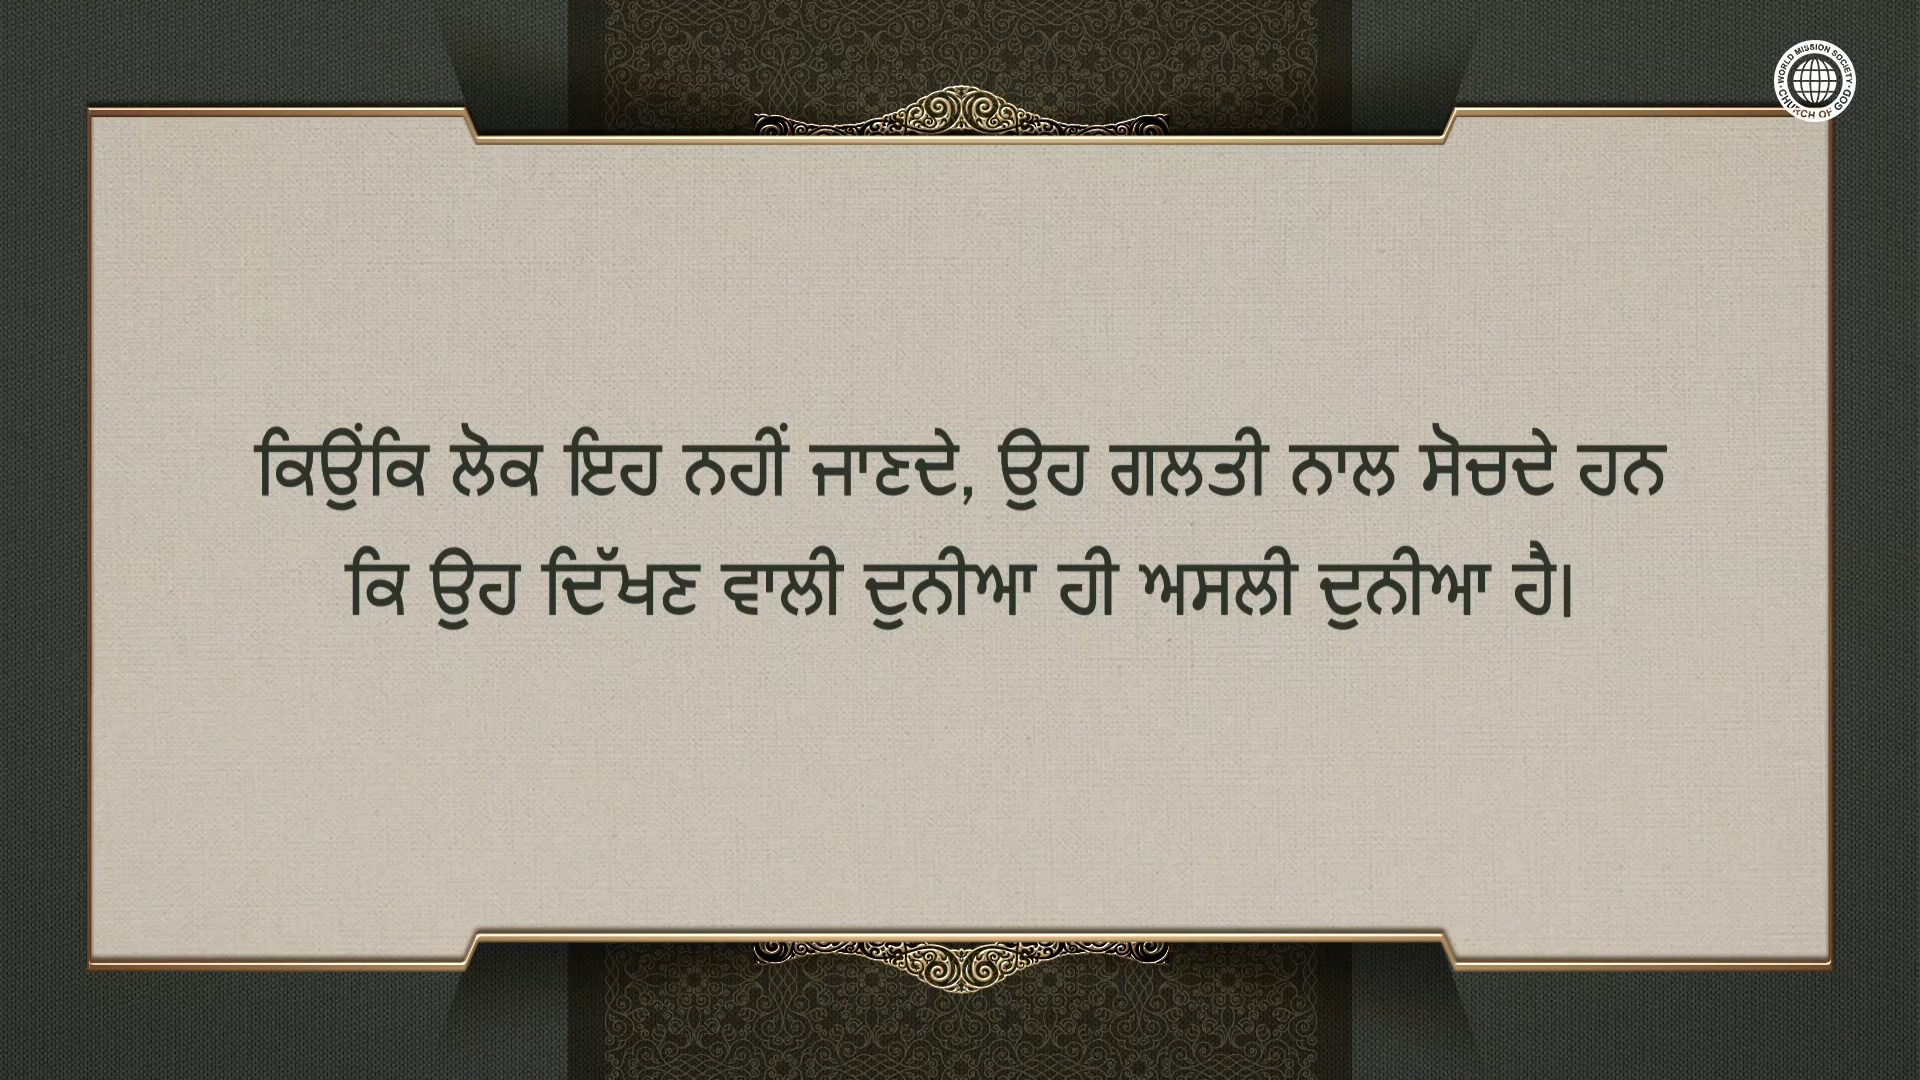 WORLD MISSION SOCIETY
CHURCH OF GOD
ਕਿਉਂਕਿ ਲੋਕ ਇਹ ਨਹੀਂ ਜਾਣਦੇ, ਉਹ ਗਲਤੀ ਨਾਲ ਸੋਚਦੇ ਹਨ
ਕਿ ਉਹ ਦਿੱਖਣ ਵਾਲੀ ਦੁਨੀਆ ਹੀ ਅਸਲੀ ਦੁਨੀਆ ਹੈ।